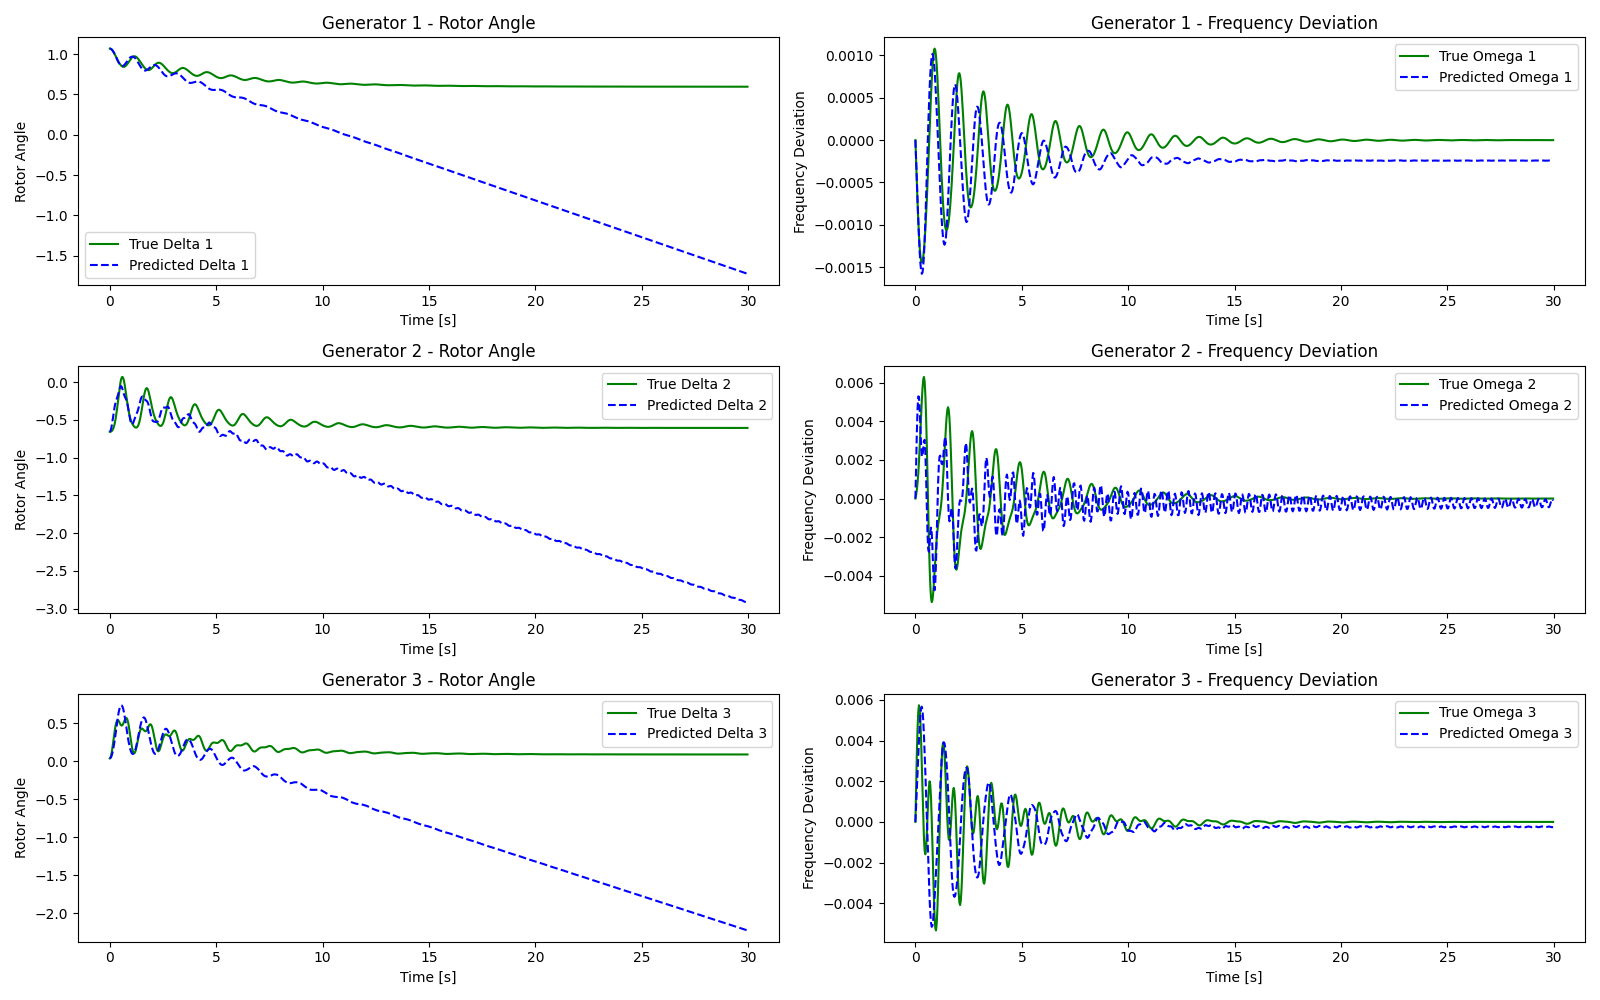 Generator 1 - Rotor Angle
Rotor Angle
1.0
0.5
0.0
−0.5
−1.0
−1.5
True Delta 1
Predicted Delta 1
0 5 10 15 20 25 30
Time [s]
Generator 1 - Frequency Deviation
Frequency Deviation
0.0010
0.0005
0.0000
−0.0005
−0.0010
−0.0015
True Omega 1
Predicted Omega 1
0 5 10 15 20 25 30
Time [s]
Generator 2 - Rotor Angle
Rotor Angle
0.0
−0.5
−1.0
−1.5
−2.0
−2.5
−3.0
True Delta 2
Predicted Delta 2
0 5 10 15 20 25 30
Time [s]
Generator 2 - Frequency Deviation
Frequency Deviation
0.006
0.004
0.002
0.000
−0.002
−0.004
True Omega 2
Predicted Omega 2
0 5 10 15 20 25 30
Time [s]
Generator 3 - Rotor Angle
Rotor Angle
0.5
0.0
−0.5
−1.0
−1.5
−2.0
True Delta 3
Predicted Delta 3
0 5 10 15 20 25 30
Time [s]
Generator 3 - Frequency Deviation
Frequency Deviation
0.006
0.004
0.002
0.000
−0.002
−0.004
True Omega 3
Predicted Omega 3
0 5 10 15 20 25 30
Time [s]